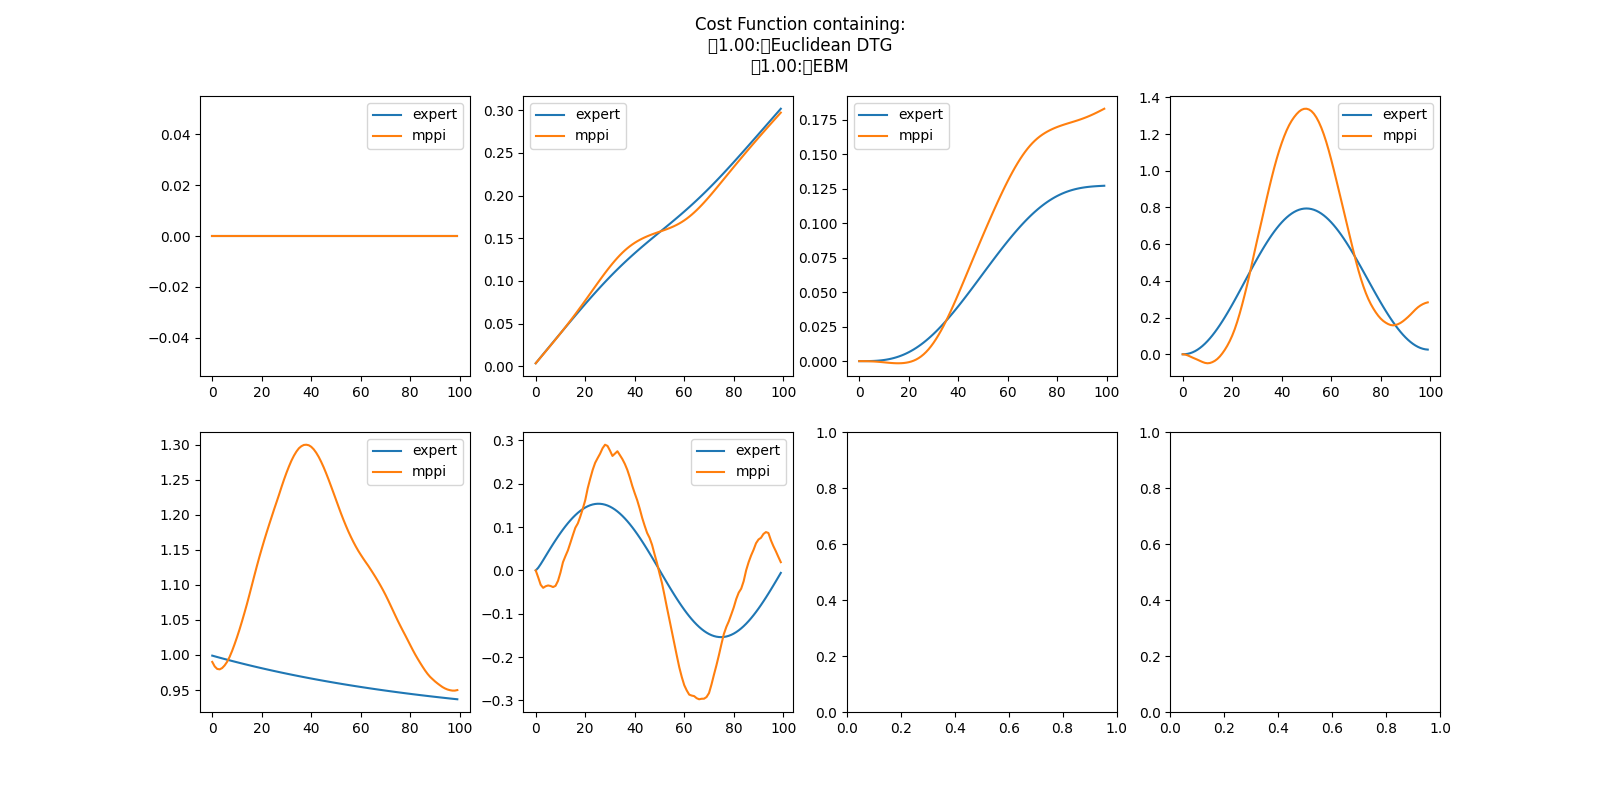 Cost Function containing:
1.00: Euclidean DTG
1.00: EBM
expert
mppi
0.04
0.02
0.00
−0.02
−0.04
0 20 40 60 80 100
expert
mppi
0.30
0.25
0.20
0.15
0.10
0.05
0.00
0 20 40 60 80 100
expert
mppi
0.175
0.150
0.125
0.100
0.075
0.050
0.025
0.000
0 20 40 60 80 100
expert
mppi
1.4
1.2
1.0
0.8
0.6
0.4
0.2
0.0
0 20 40 60 80 100
expert
mppi
1.30
1.25
1.20
1.15
1.10
1.05
1.00
0.95
0 20 40 60 80 100
expert
mppi
0.3
0.2
0.1
0.0
−0.1
−0.2
−0.3
0 20 40 60 80 100
1.0
0.8
0.6
0.4
0.2
0.0
0.0 0.2 0.4 0.6 0.8 1.0
1.0
0.8
0.6
0.4
0.2
0.0
0.0 0.2 0.4 0.6 0.8 1.0